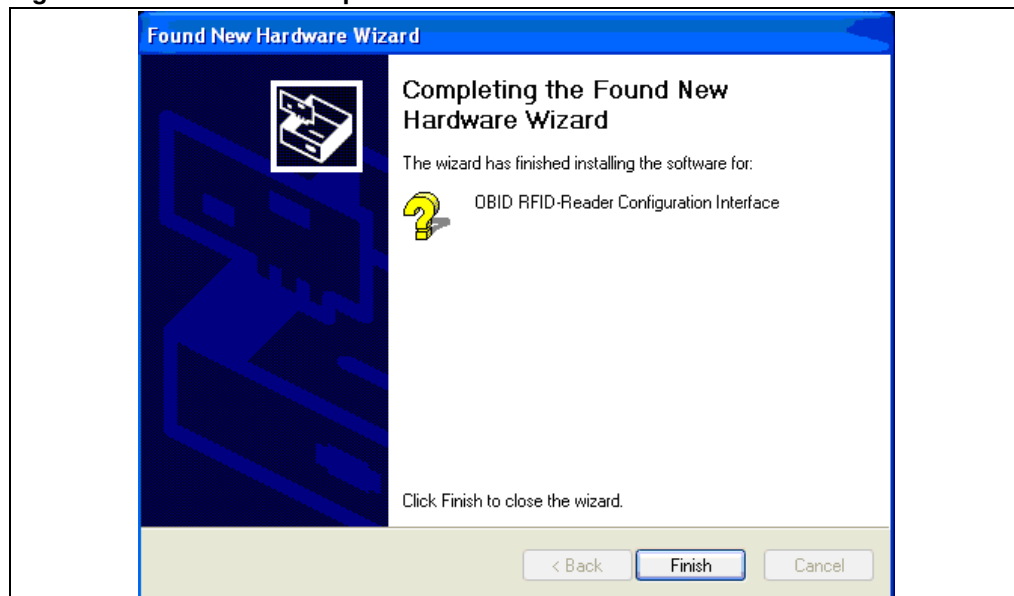 Found New Hardware Wizard
Completing the Found New
Hardware Wizard
The wizard has finished installing the software for:
OBID RFID-Reader Configuration Interface
Click Finish to close the wizard.
< Back Finish Cancel